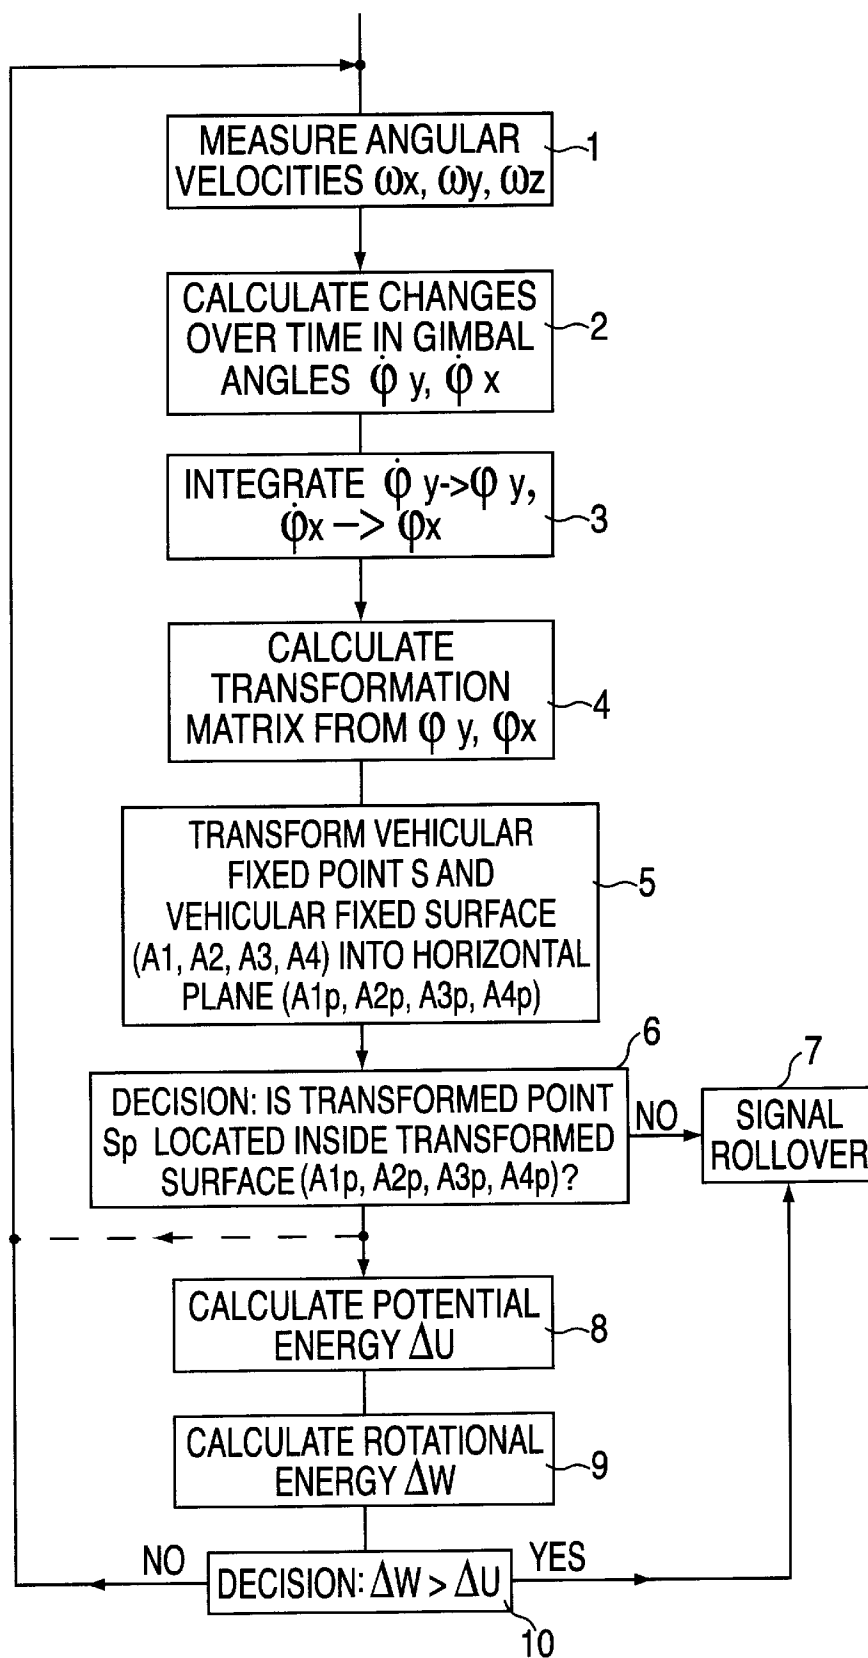 MEASURE ANGULAR
VELOCITIES ωx, ωy, ωz
1
CALCULATE CHANGES
OVER TIME IN GIMBAL
ANGLES φ̇ y, φ̇ x
2
INTEGRATE φ̇ y->φ y,
φ̇x —> φx
3
CALCULATE
TRANSFORMATION
MATRIX FROM φ y, φx
4
TRANSFORM VEHICULAR
FIXED POINT S AND
VEHICULAR FIXED SURFACE
(A1, A2, A3, A4) INTO HORIZONTAL
PLANE (A1p, A2p, A3p, A4p)
5
6
DECISION: IS TRANSFORMED POINT
Sp LOCATED INSIDE TRANSFORMED
SURFACE (A1p, A2p, A3p, A4p)?
NO
7
SIGNAL
ROLLOVER
CALCULATE POTENTIAL
ENERGY ΔU
8
CALCULATE ROTATIONAL
ENERGY ΔW
9
NO
DECISION: ΔW > ΔU
YES
10